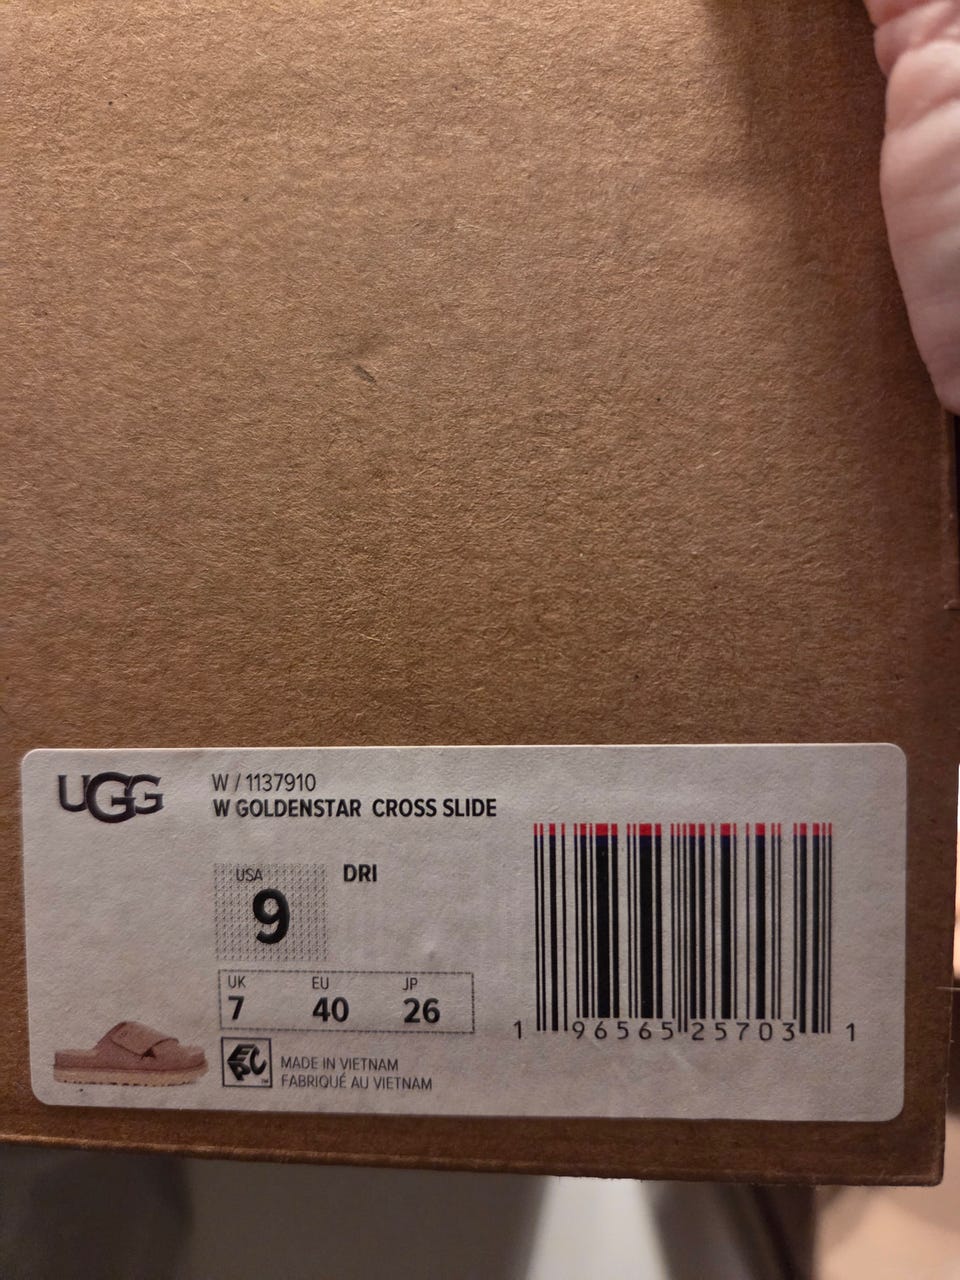 UGG
W / 1137910
W GOLDENSTAR CROSS SLIDE
USA
9
DRI
UK EU JP
7 40 26
1 96565 25703 1
EPC™
MADE IN VIETNAM
FABRIQUÉ AU VIETNAM